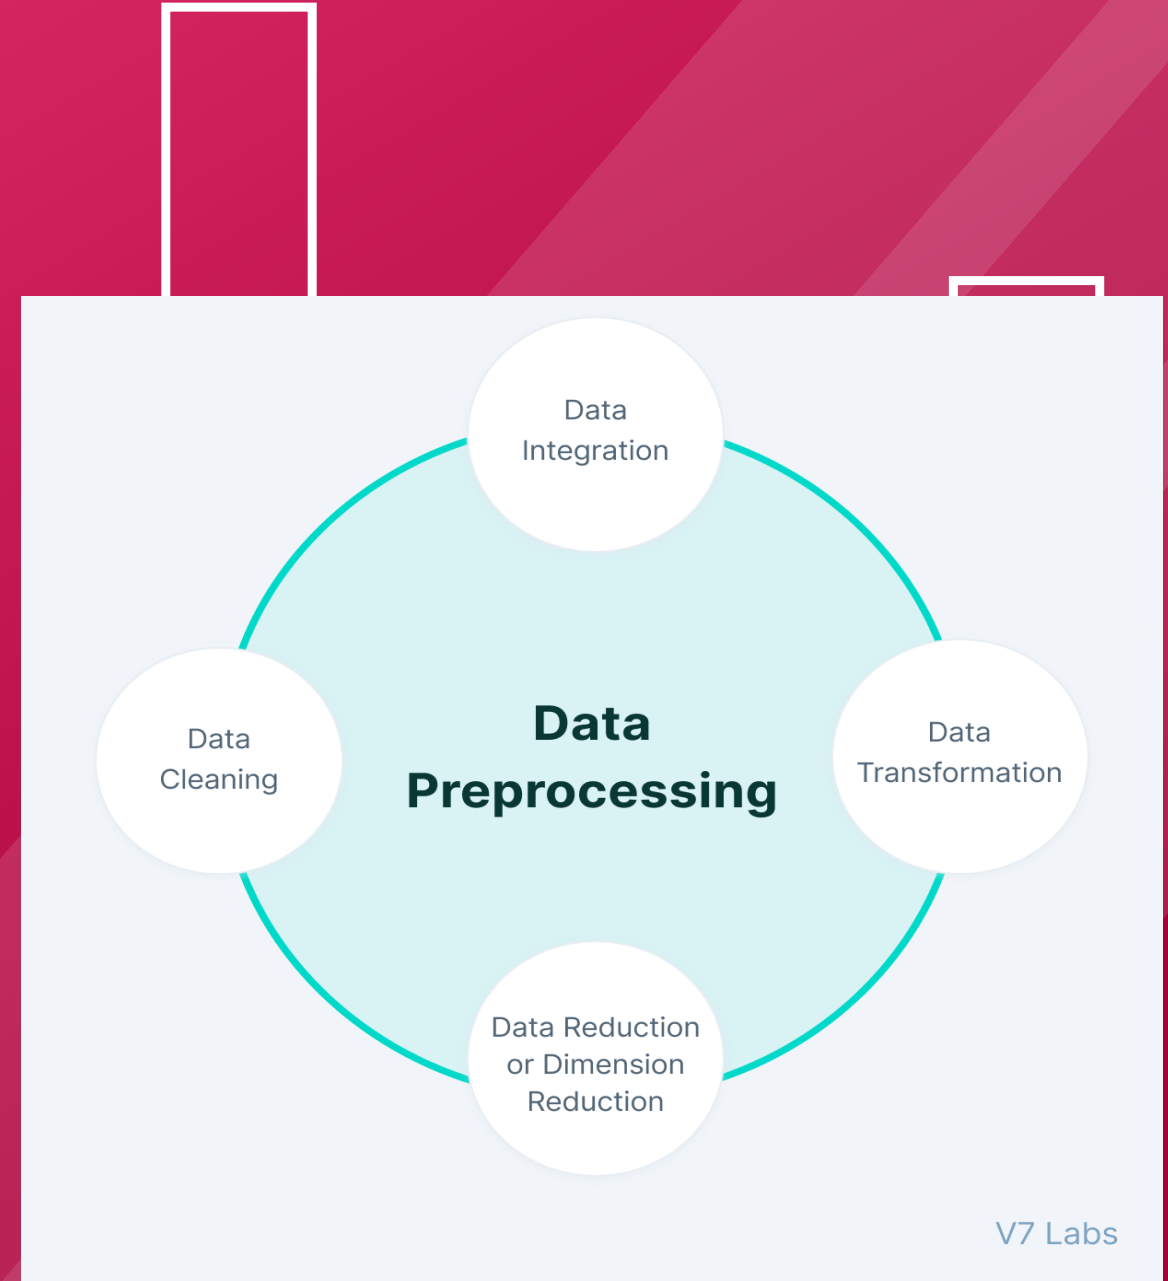 Data
Integration
Data
Cleaning
Data
Preprocessing
Data
Transformation
Data Reduction
or Dimension
Reduction
V7 Labs